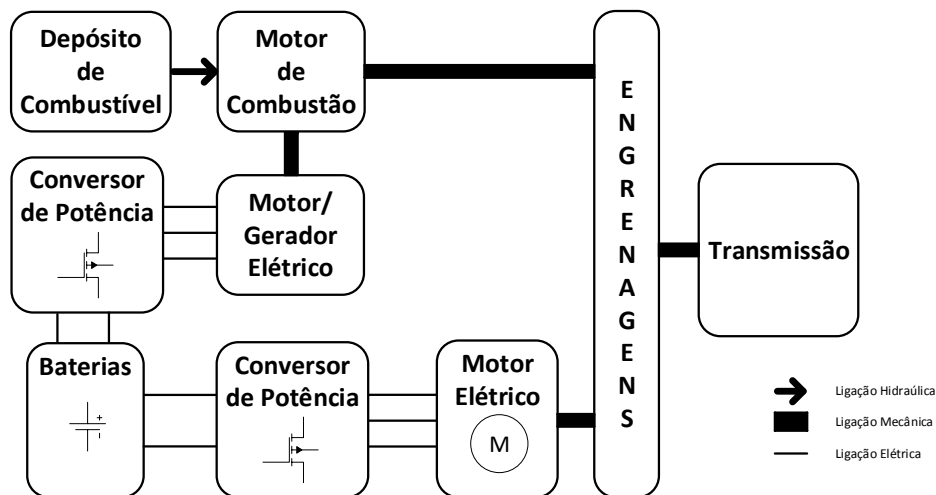 Depósito
de
Combustível
Motor
de
Combustão
Conversor
de Potência
Motor/
Gerador
Elétrico
E
N
G
R
E
N
A
G
E
N
S
Transmissão
Baterias
+
-
Conversor
de Potência
Motor
Elétrico
M
Ligação Hidraúlica
Ligação Mecânica
Ligação Elétrica